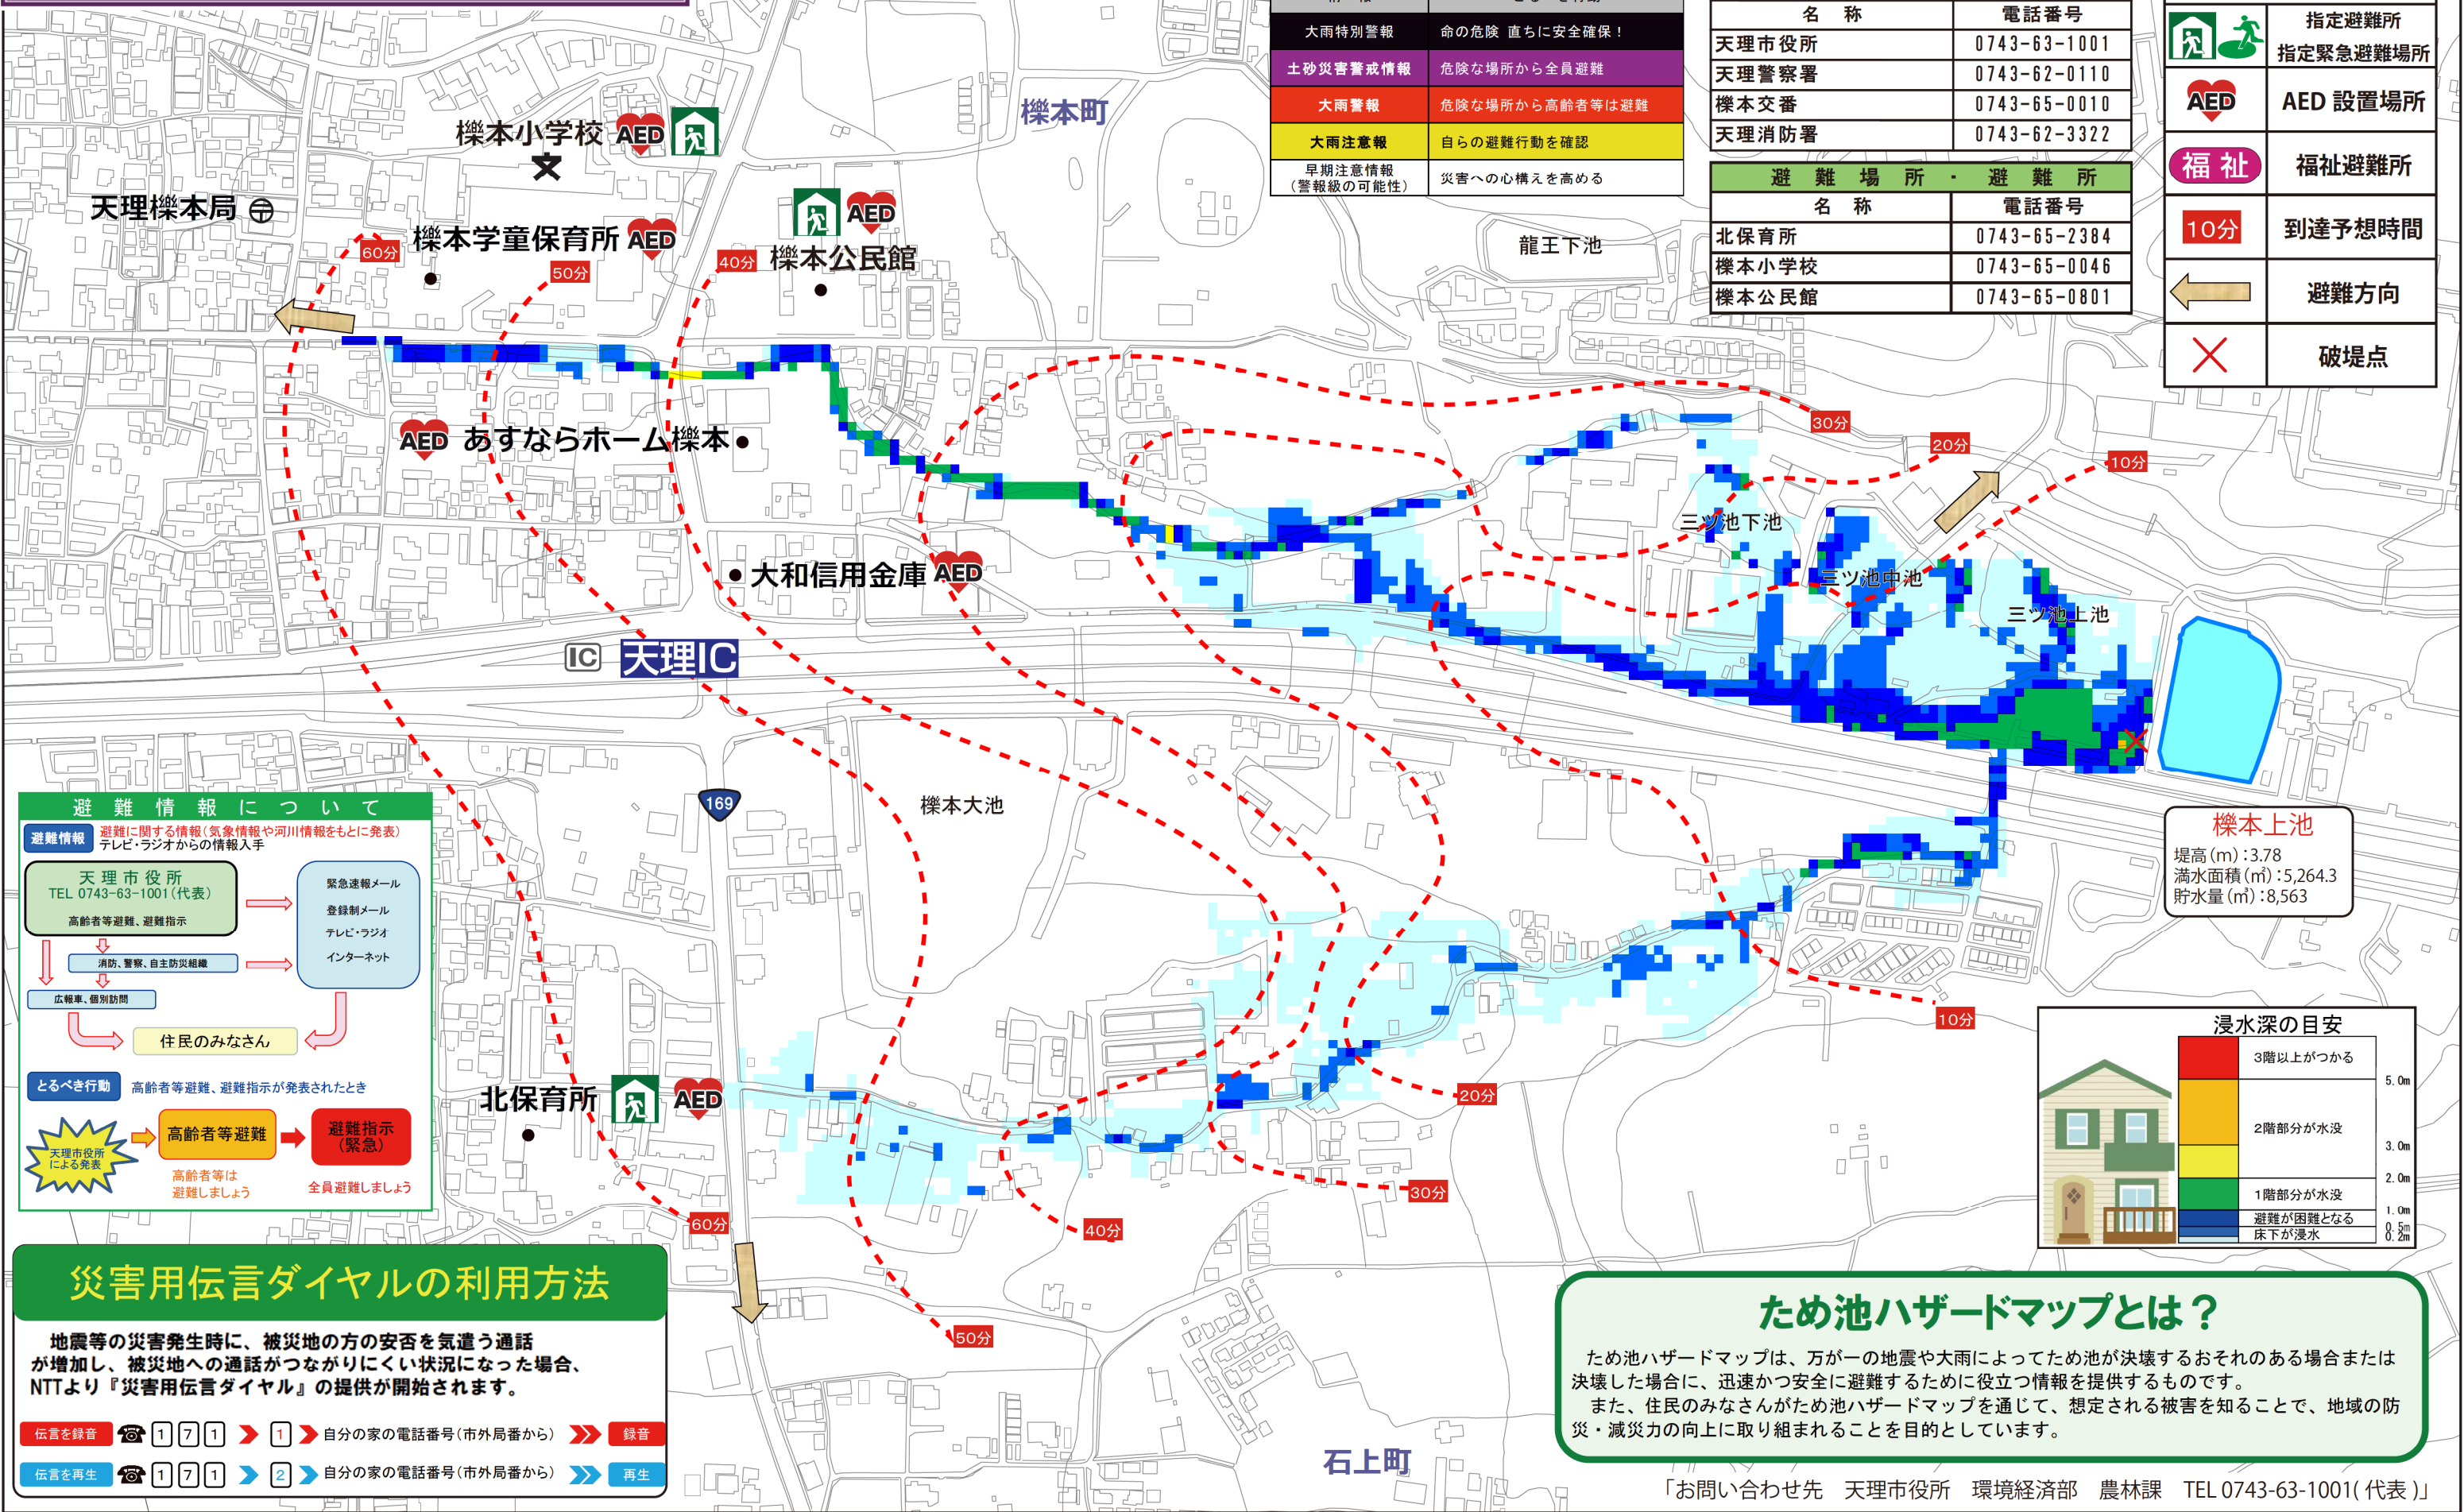 大雨特別警報 命の危険 直ちに安全確保！
土砂災害警戒情報 危険な場所から全員避難
大雨警報 危険な場所から高齢者等は避難
大雨注意報 自らの避難行動を確認
早期注意情報
（警報級の可能性） 災害への心構えを高める
名 称 電話番号
天理市役所 0743-63-1001
天理警察署 0743-62-0110
櫟本交番 0743-65-0010
天理消防署 0743-62-3322
避 難 場 所 ・ 避 難 所
名 称 電話番号
北保育所 0743-65-2384
櫟本小学校 0743-65-0046
櫟本公民館 0743-65-0801
指定避難所
指定緊急避難場所
AED AED 設置場所
福 祉 福祉避難所
10分 到達予想時間
避難方向
破堤点
櫟本町
櫟本小学校 AED
天理櫟本局
櫟本学童保育所 AED
AED
櫟本公民館
龍王下池
60分
50分
40分
30分
20分
10分
AED あすならホーム櫟本
三ツ池下池
三ツ池中池
三ツ池上池
大和信用金庫 AED
IC 天理IC
169
櫟本大池
櫟本上池
堤高(m):3.78
満水面積(㎡):5,264.3
貯水量(㎥):8,563
避 難 情 報 に つ い て
避難情報 避難に関する情報(気象情報や河川情報をもとに発表)
テレビ・ラジオからの情報入手
天 理 市 役 所
TEL 0743-63-1001(代表)
高齢者等避難、避難指示
緊急速報メール
登録制メール
テレビ・ラジオ
インターネット
消防、警察、自主防災組織
広報車、個別訪問
住民のみなさん
とるべき行動 高齢者等避難、避難指示が発表されたとき
天理市役所
による発表
高齢者等避難
避難指示
(緊急)
高齢者等は
避難しましょう
全員避難しましょう
北保育所 AED
10分
20分
30分
40分
50分
60分
浸水深の目安
3階以上がつかる
5.0m
2階部分が水没
3.0m
2.0m
1階部分が水没
1.0m
避難が困難となる
0.5m
床下が浸水
0.2m
災害用伝言ダイヤルの利用方法
地震等の災害発生時に、被災地の方の安否を気遣う通話
が増加し、被災地への通話がつながりにくい状況になった場合、
NTTより『災害用伝言ダイヤル』の提供が開始されます。
伝言を録音 ☎ 1 7 1 1 自分の家の電話番号(市外局番から) 録音
伝言を再生 ☎ 1 7 1 2 自分の家の電話番号(市外局番から) 再生
石上町
ため池ハザードマップとは？
ため池ハザードマップは、万が一の地震や大雨によってため池が決壊するおそれのある場合または
決壊した場合に、迅速かつ安全に避難するために役立つ情報を提供するものです。
また、住民のみなさんがため池ハザードマップを通じて、想定される被害を知ることで、地域の防
災・減災力の向上に取り組まれることを目的としています。
「お問い合わせ先 天理市役所 環境経済部 農林課 TEL 0743-63-1001(代表)」